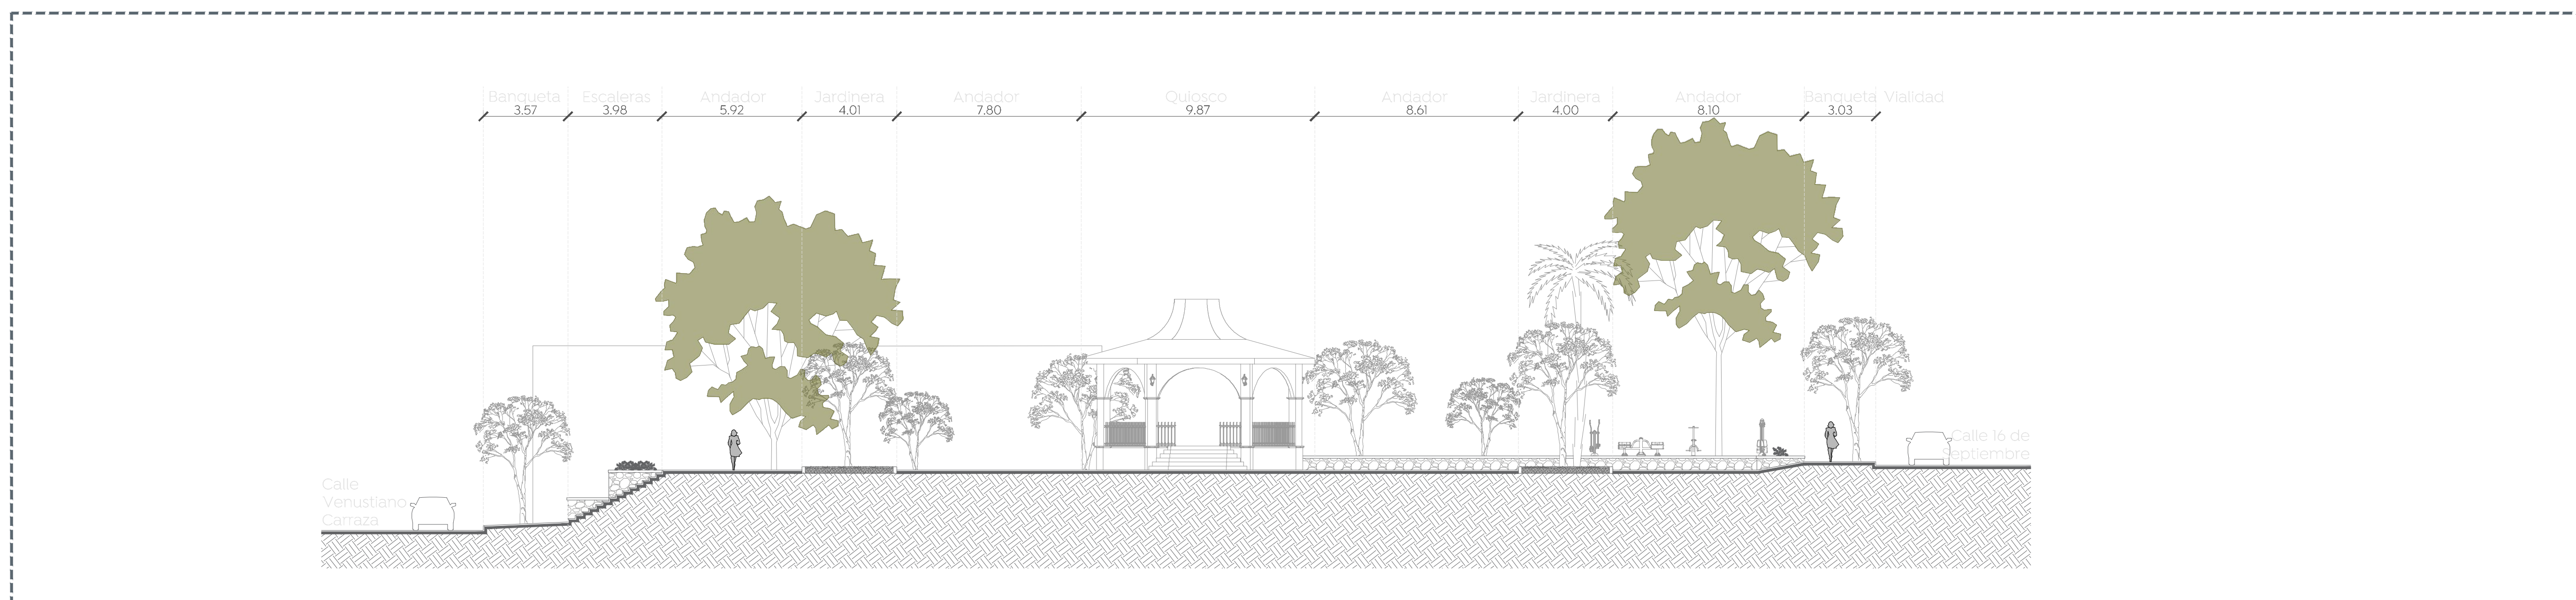 Banqueta Escaleras Andador Jardinera Andador Quiosco Andador Jardinera Andador Banqueta Vialidad
3.57 3.98 5.92 4.01 7.80 9.87 8.61 4.00 8.10 3.03
Calle 16 de
Septiembre
Calle
Venustiano
Carraza